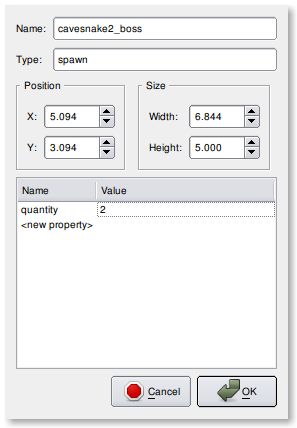 Name: cavesnake2_boss
Type: spawn
Position Size
X: 5.094 Width: 6.844
Y: 3.094 Height: 5.000
Name Value
quantity 2
<new property>
Cancel OK